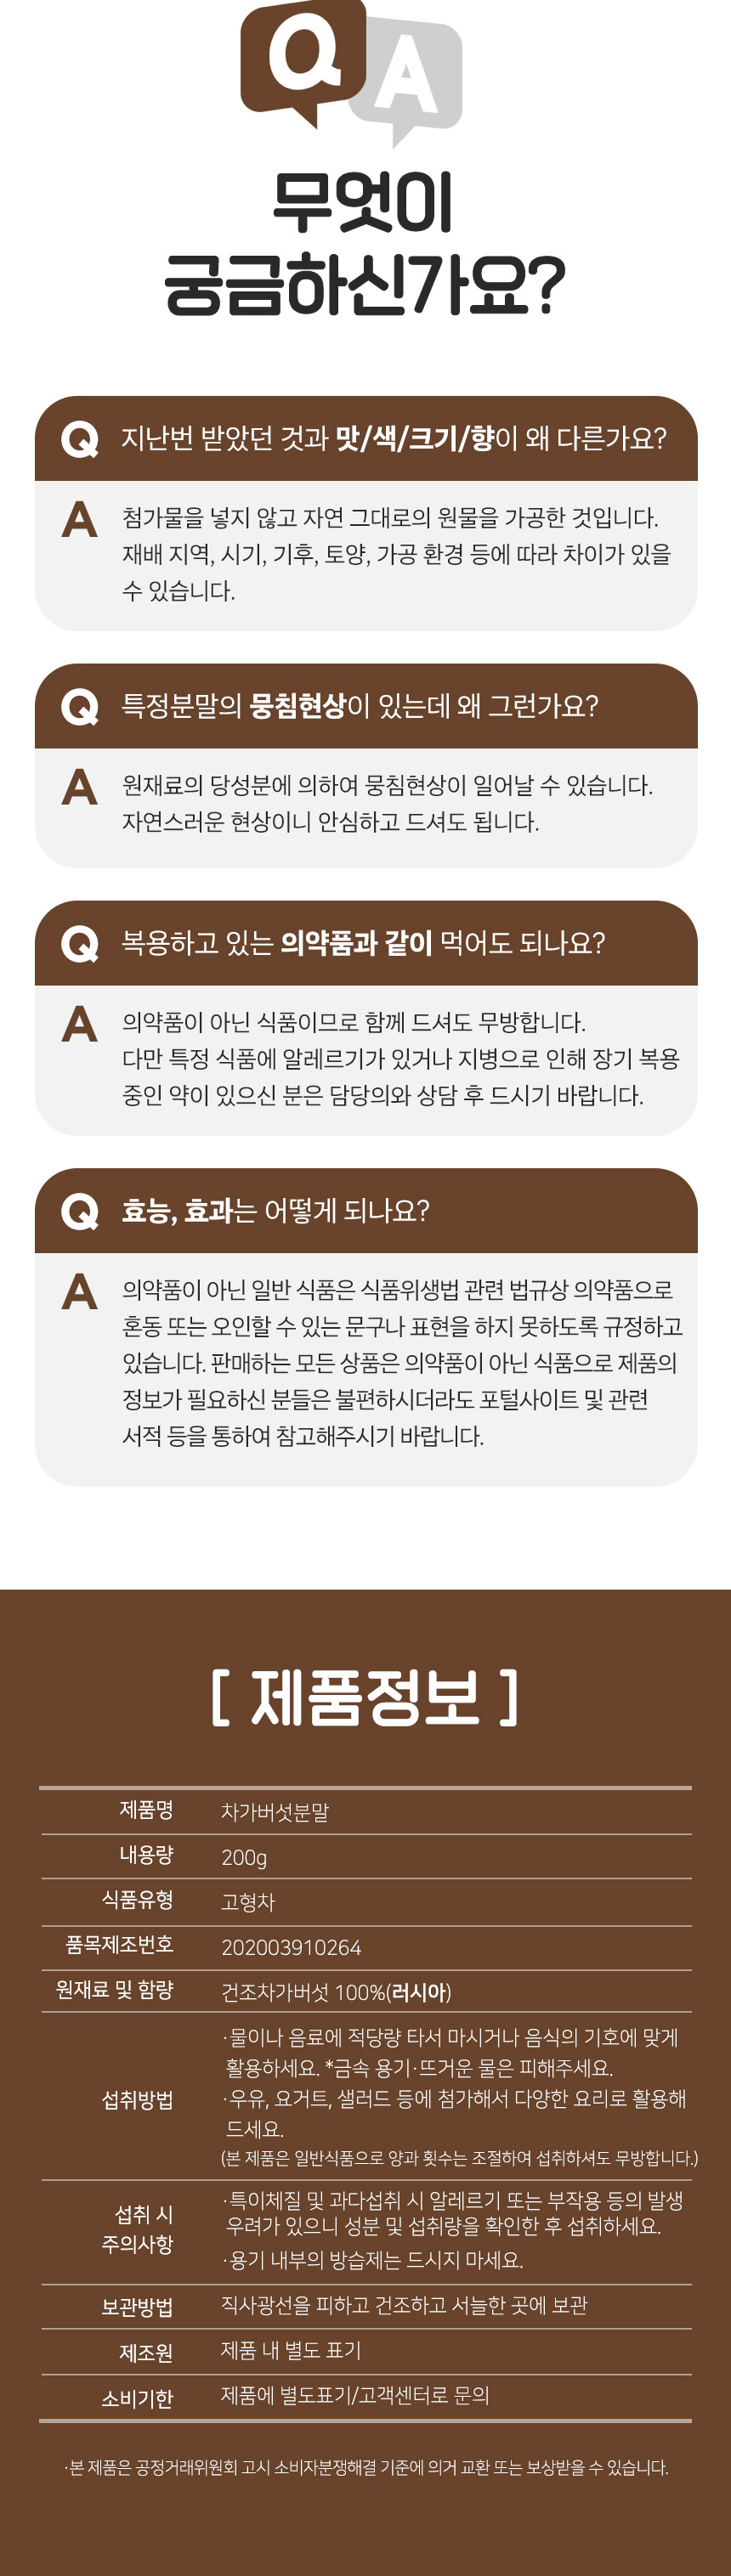 Q A
무엇이
궁금하신가요?
Q 지난번 받았던 것과 맛/색/크기/향이 왜 다른가요?
A 첨가물을 넣지 않고 자연 그대로의 원물을 가공한 것입니다.
재배 지역, 시기, 기후, 토양, 가공 환경 등에 따라 차이가 있을
수 있습니다.
Q 특정분말의 뭉침현상이 있는데 왜 그런가요?
A 원재료의 당성분에 의하여 뭉침현상이 일어날 수 있습니다.
자연스러운 현상이니 안심하고 드셔도 됩니다.
Q 복용하고 있는 의약품과 같이 먹어도 되나요?
A 의약품이 아닌 식품이므로 함께 드셔도 무방합니다.
다만 특정 식품에 알레르기가 있거나 지병으로 인해 장기 복용
중인 약이 있으신 분은 담당의와 상담 후 드시기 바랍니다.
Q 효능, 효과는 어떻게 되나요?
A 의약품이 아닌 일반 식품은 식품위생법 관련 법규상 의약품으로
혼동 또는 오인할 수 있는 문구나 표현을 하지 못하도록 규정하고
있습니다. 판매하는 모든 상품은 의약품이 아닌 식품으로 제품의
정보가 필요하신 분들은 불편하시더라도 포털사이트 및 관련
서적 등을 통하여 참고해주시기 바랍니다.
[ 제품정보 ]
제품명 차가버섯분말
내용량 200g
식품유형 고형차
품목제조번호 202003910264
원재료 및 함량 건조차가버섯 100%(러시아)
섭취방법
·물이나 음료에 적당량 타서 마시거나 음식의 기호에 맞게
활용하세요. *금속 용기·뜨거운 물은 피해주세요.
·우유, 요거트, 샐러드 등에 첨가해서 다양한 요리로 활용해
드세요.
(본 제품은 일반식품으로 양과 횟수는 조절하여 섭취하셔도 무방합니다.)
섭취 시
주의사항
·특이체질 및 과다섭취 시 알레르기 또는 부작용 등의 발생
우려가 있으니 성분 및 섭취량을 확인한 후 섭취하세요.
·용기 내부의 방습제는 드시지 마세요.
보관방법 직사광선을 피하고 건조하고 서늘한 곳에 보관
제조원 제품 내 별도 표기
소비기한 제품에 별도표기/고객센터로 문의
·본 제품은 공정거래위원회 고시 소비자분쟁해결 기준에 의거 교환 또는 보상받을 수 있습니다.